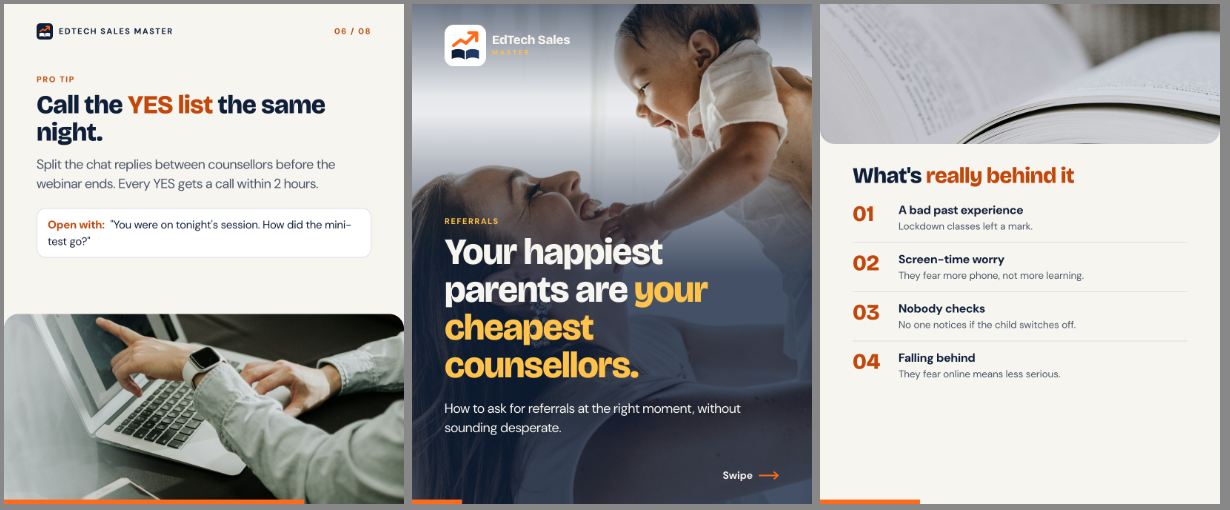 EDTECH SALES MASTER
06 / 08
PRO TIP
Call the YES list the same
night.
Split the chat replies between counsellors before the
webinar ends. Every YES gets a call within 2 hours.
Open with: "You were on tonight's session. How did the mini-
test go?"
EdTech Sales
MASTER
REFERRALS
Your happiest
parents are your
cheapest
counsellors.
How to ask for referrals at the right moment, without
sounding desperate.
Swipe
What's really behind it
01
A bad past experience
Lockdown classes left a mark.
02
Screen-time worry
They fear more phone, not more learning.
03
Nobody checks
No one notices if the child switches off.
04
Falling behind
They fear online means less serious.